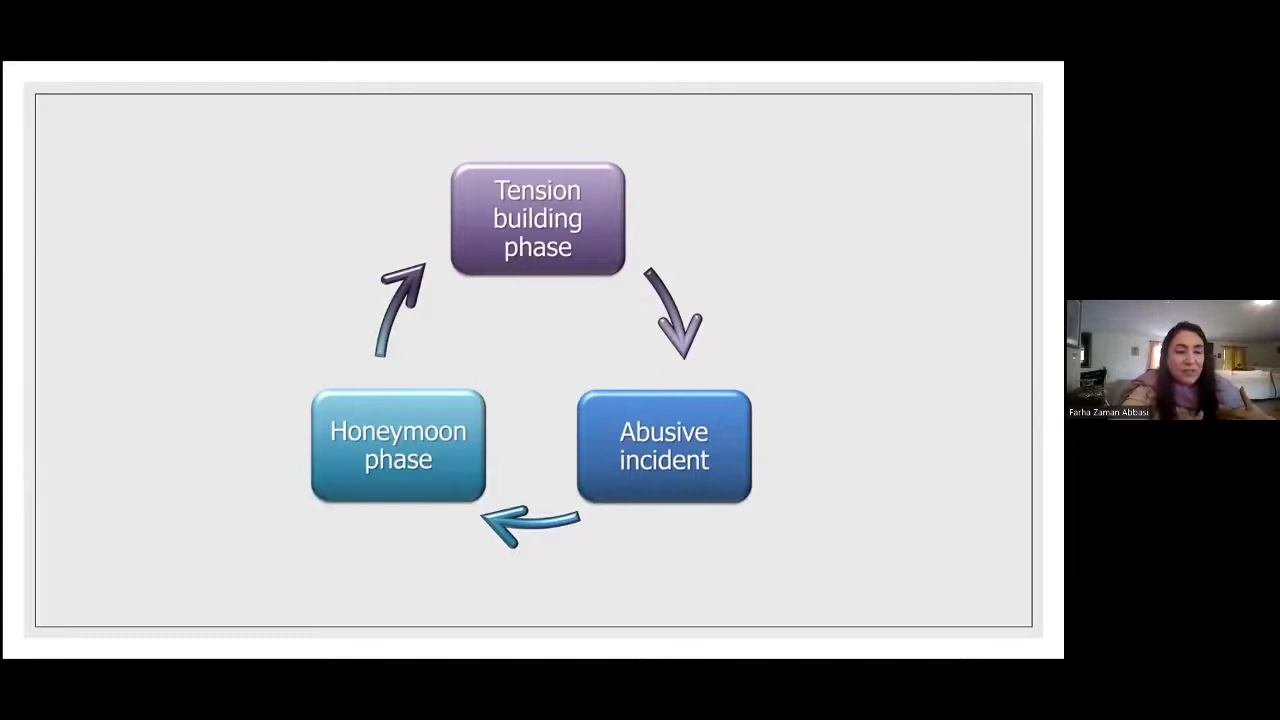 Tension
building
phase
Honeymoon
phase
Abusive
incident
Farha Zaman Abbasi